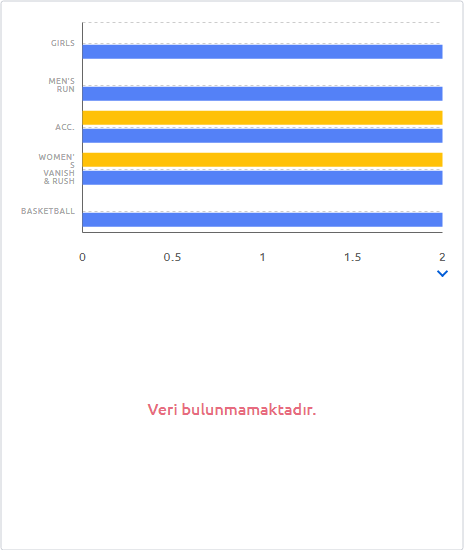 GIRLS
MEN'S
RUN
ACC.
WOMEN'
S
VANISH
& RUSH
BASKETBALL
0 0.5 1 1.5 2
Veri bulunmamaktadır.